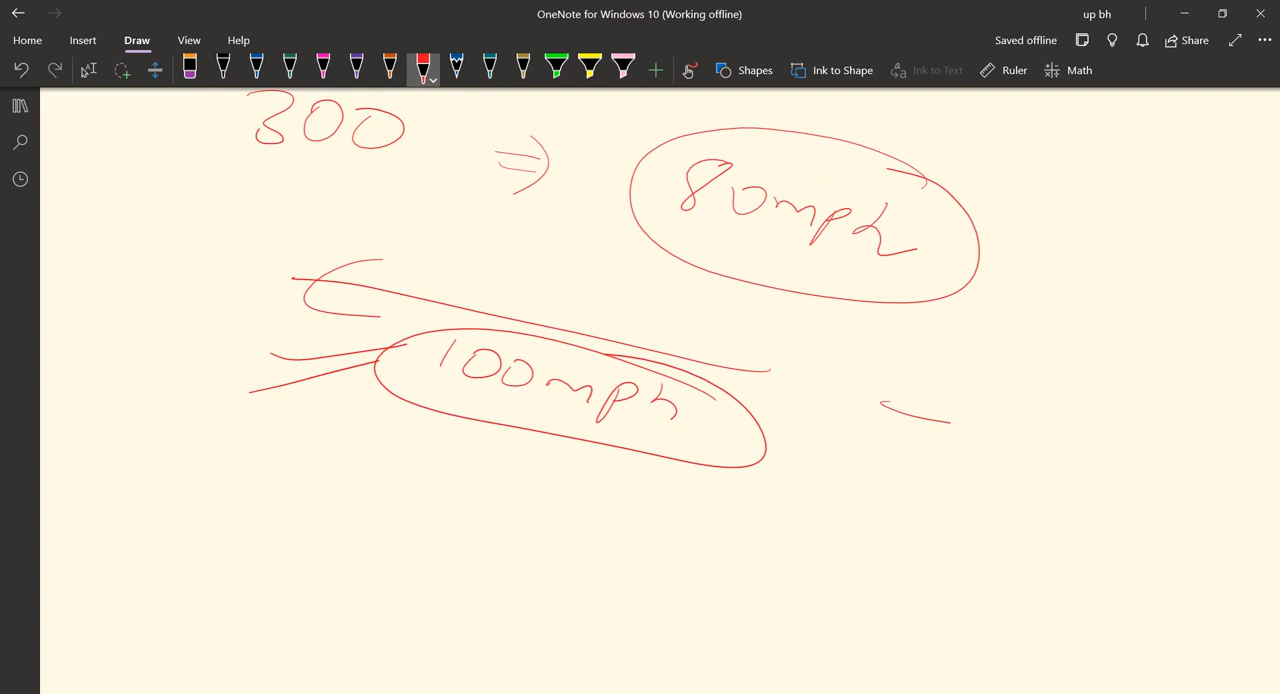 OneNote for Windows 10 (Working offline)
up bh
Home Insert Draw View Help
Saved offline
Share
Shapes
Ink to Shape
Ink to Text
Ruler
Math
300
⇒ 80mph
100mph